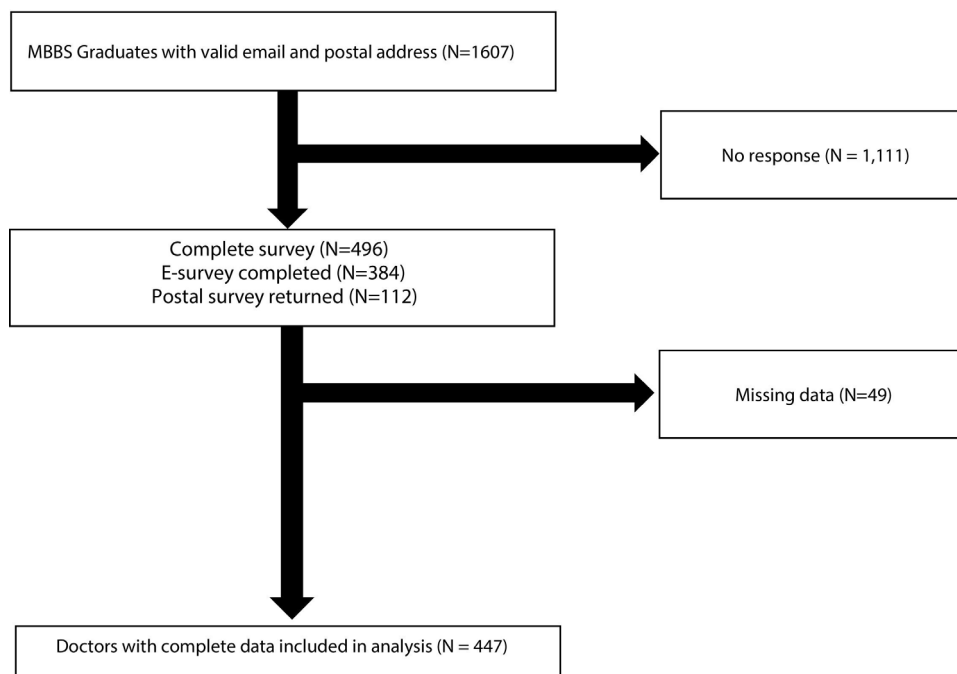 MBBS Graduates with valid email and postal address (N=1607)
No response (N = 1,111)
Complete survey (N=496)
E-survey completed (N=384)
Postal survey returned (N=112)
Missing data (N=49)
Doctors with complete data included in analysis (N = 447)